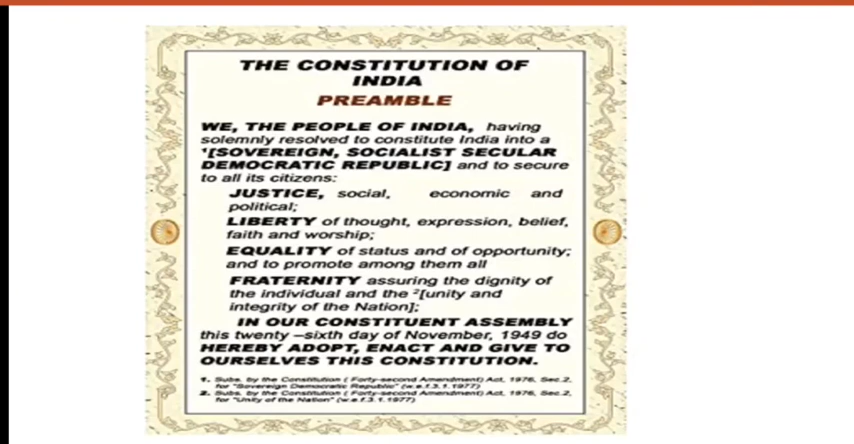 THE CONSTITUTION OF
INDIA
PREAMBLE
WE, THE PEOPLE OF INDIA, having
solemnly resolved to constitute India into a
¹[SOVEREIGN, SOCIALIST SECULAR
DEMOCRATIC REPUBLIC] and to secure
to all its citizens:
JUSTICE, social, economic and
political;
LIBERTY of thought, expression, belief,
faith and worship;
EQUALITY of status and of opportunity;
and to promote among them all
FRATERNITY assuring the dignity of
the individual and the ²[unity and
integrity of the Nation];
IN OUR CONSTITUENT ASSEMBLY
this twenty –sixth day of November, 1949 do
HEREBY ADOPT, ENACT AND GIVE TO
OURSELVES THIS CONSTITUTION.
1. Subs. by the Constitution ( Forty-second Amendment) Act, 1976, Sec.2,
for "Sovereign Democratic Republic" (w.e.f.3.1.1977)
2. Subs. by the Constitution ( Forty-second Amendment) Act, 1976, Sec.2,
for "Unity of the Nation" (w.e.f.3.1.1977)